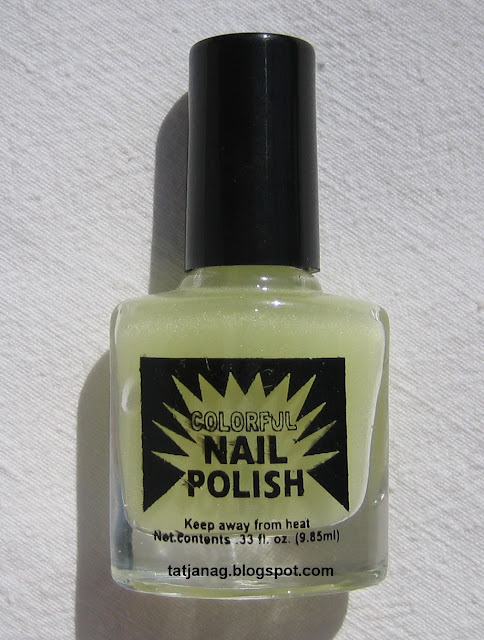 COLORFUL
NAIL
POLISH
Keep away from heat
Net.contents .33 fl. oz. (9.85ml)
tatjanag.blogspot.com